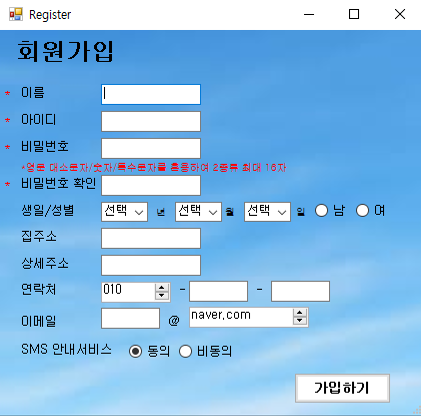 Register
회원가입
* 이름
* 아이디
* 비밀번호
*영문 대소문자/숫자/특수문자를 혼용하여 2종류 최대 16자
* 비밀번호 확인
생일/성별 선택 년 선택 월 선택 일 남 여
집주소
상세주소
연락처 010 - -
이메일 @ naver.com
SMS 안내서비스 동의 비동의
가입하기